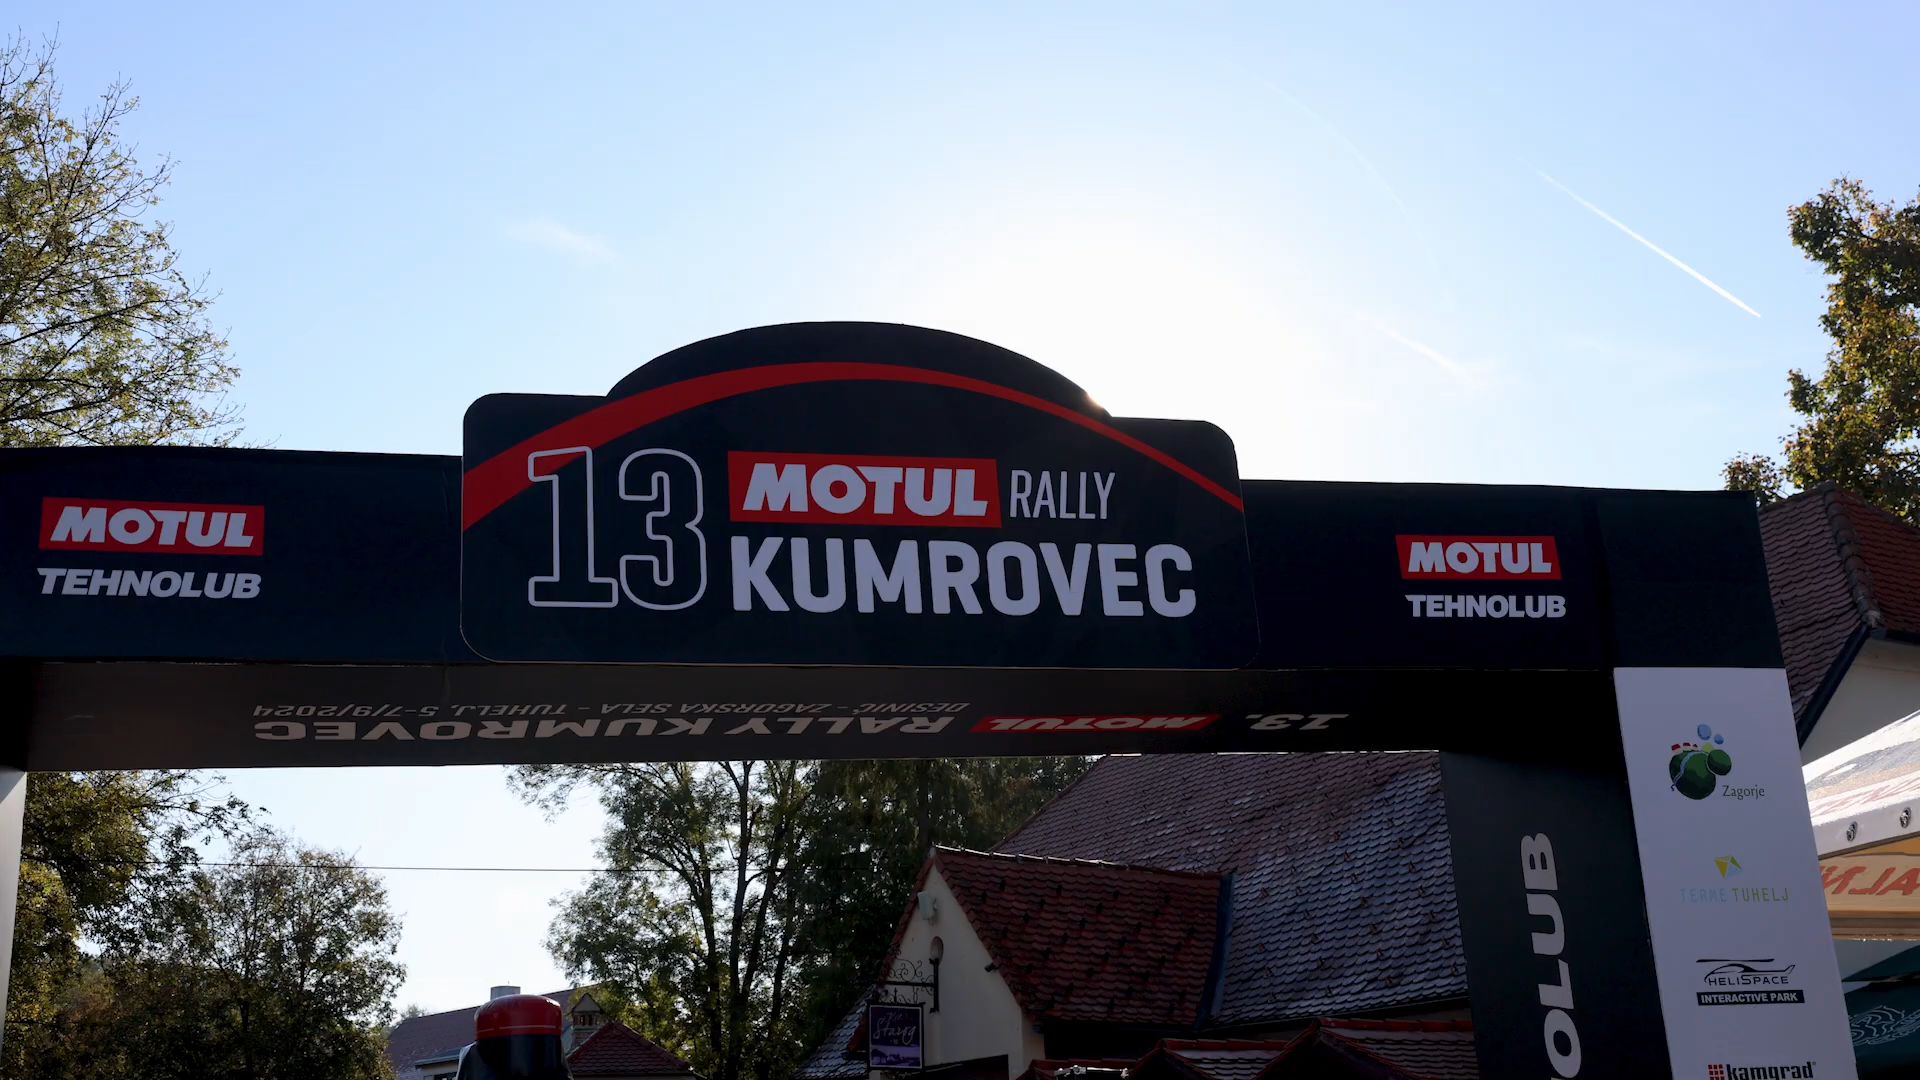 13 MOTUL RALLY
KUMROVEC
MOTUL
TEHNOLUB
MOTUL
TEHNOLUB
13. MOTUL RALLY KUMROVEC
DESINIĆ - ZAGORSKA SELA - TUHELJ, 5-7/9/2024
OLUB
Zagorje
TERME TUHELJ
HELISPACE
INTERACTIVE PARK
kamgrad
Stary